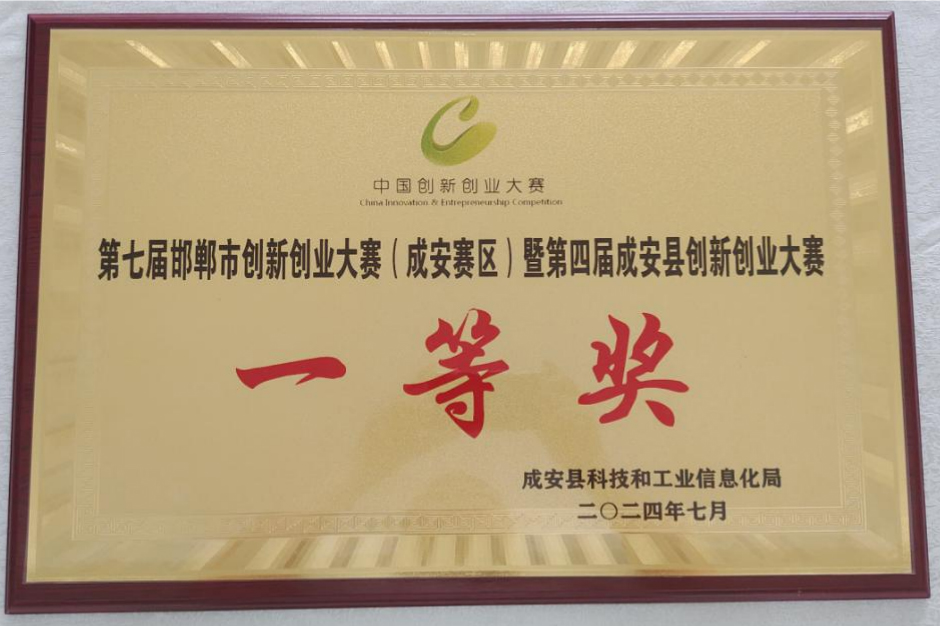 中国创新创业大赛
China Innovation & Entrepreneurship Competition
第七届邯郸市创新创业大赛（成安赛区）暨第四届成安县创新创业大赛
一等奖
成安县科技和工业信息化局
二〇二四年七月